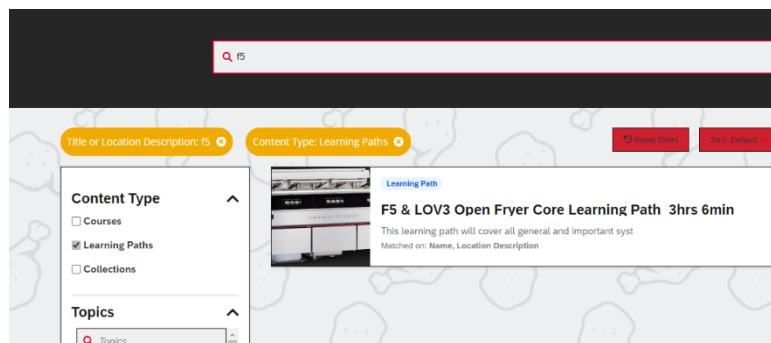 f5
Title or Location Description: f5
Content Type: Learning Paths
Reset filters
Sort: Default
Content Type
Courses
Learning Paths
Collections
Topics
Topics
Learning Path
F5 & LOV3 Open Fryer Core Learning Path 3hrs 6min
This learning path will cover all general and important syst
Matched on: Name, Location Description